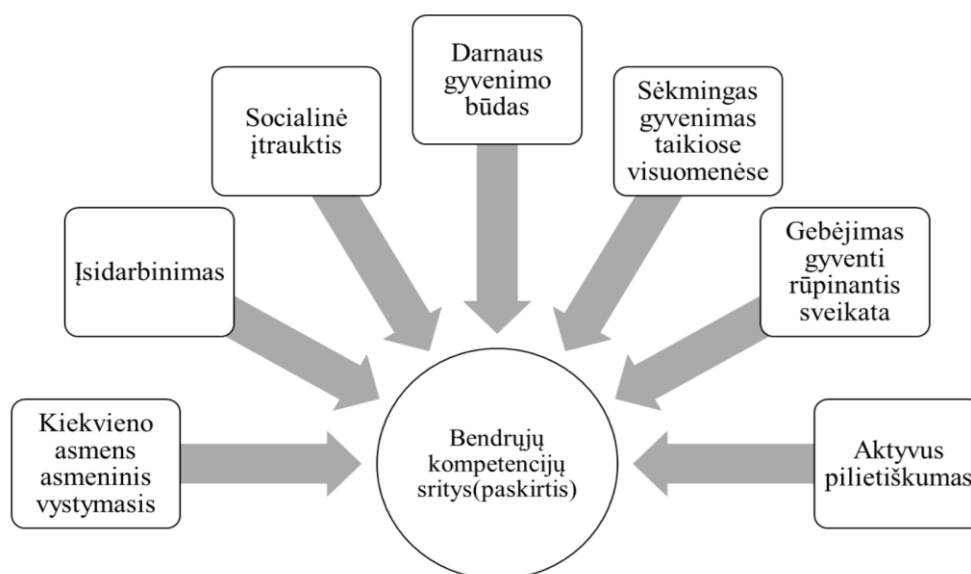 Darnaus
gyvenimo
būdas
Socialinė
įtrauktis
Sėkmingas
gyvenimas
taikiose
visuomenėse
Įsidarbinimas
Gebėjimas
gyventi
rūpinantis
sveikata
Kiekvieno
asmens
asmeninis
vystymasis
Bendrųjų
kompetencijų
sritys(paskirtis)
Aktyvus
pilietiškumas